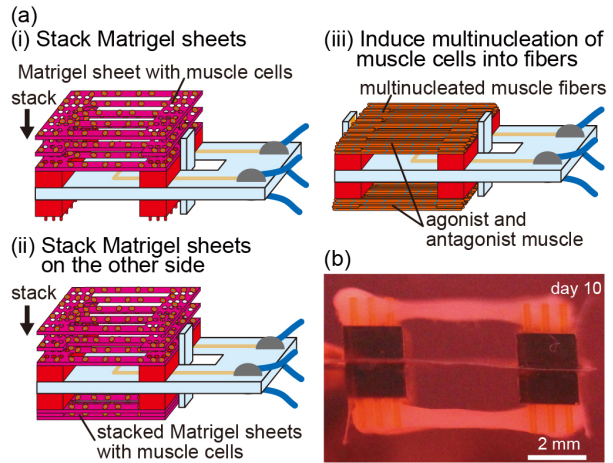 (a)
(i) Stack Matrigel sheets
Matrigel sheet with muscle cells
stack
(ii) Stack Matrigel sheets
on the other side
stack
stacked Matrigel sheets
with muscle cells
(iii) Induce multinucleation of
muscle cells into fibers
multinucleated muscle fibers
agonist and
antagonist muscle
(b)
day 10
2 mm